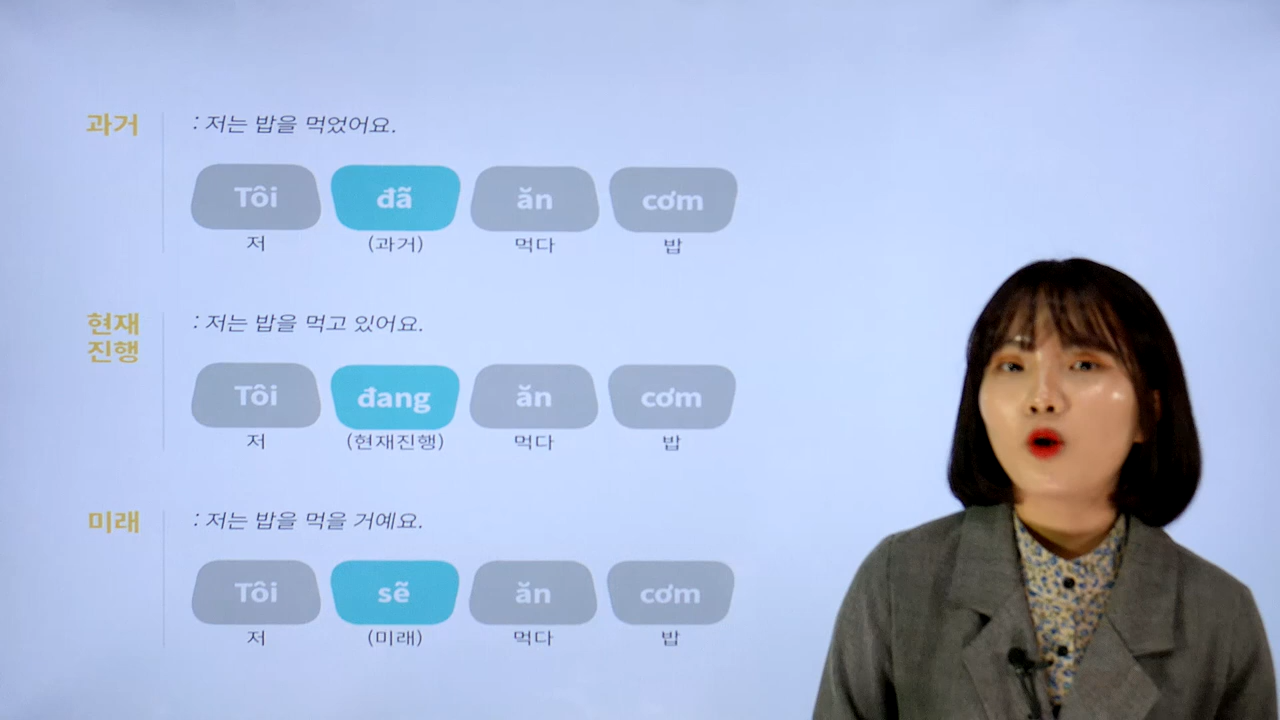 과거
: 저는 밥을 먹었어요.
Tôi đã ăn cơm
저 (과거) 먹다 밥
현재
진행
: 저는 밥을 먹고 있어요.
Tôi đang ăn cơm
저 (현재진행) 먹다 밥
미래
: 저는 밥을 먹을 거예요.
Tôi sẽ ăn cơm
저 (미래) 먹다 밥